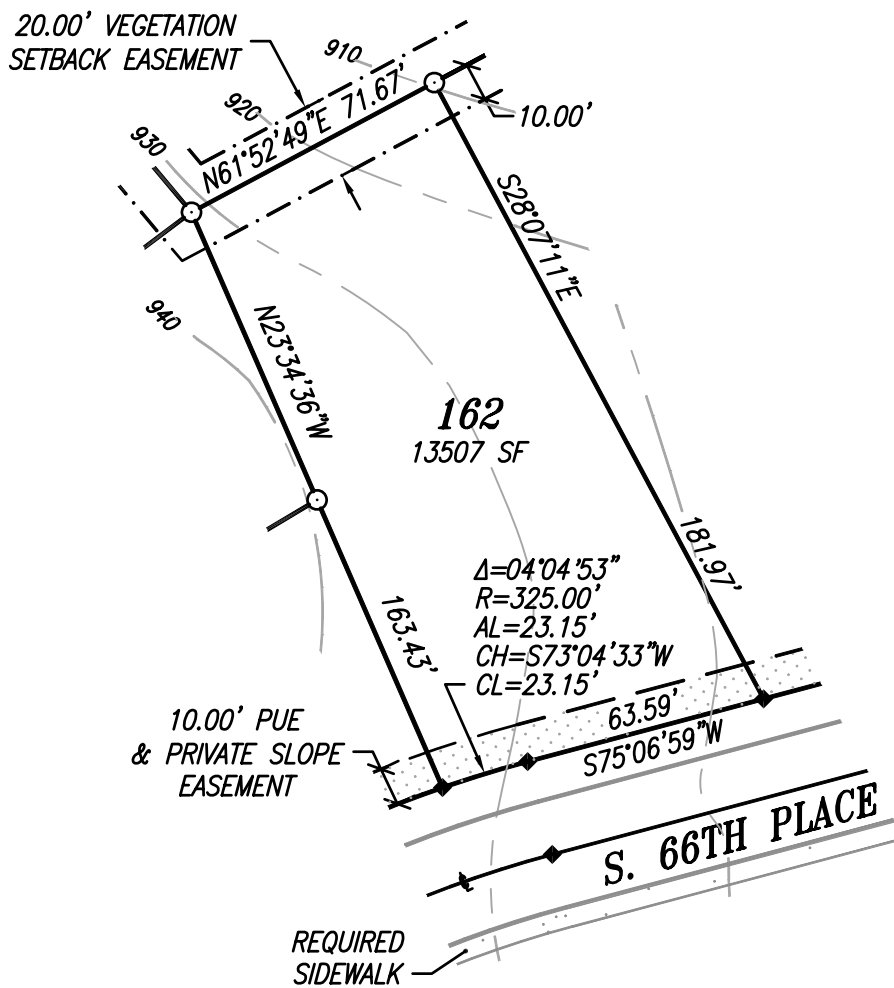 20.00' VEGETATION
SETBACK EASEMENT
910
920
930
940
N61°52'49"E 71.67'
10.00'
S28°07'11"E
181.97'
N23°34'36"W
163.43'
162
13507 SF
Δ=04°04'53"
R=325.00'
AL=23.15'
CH=S73°04'33"W
CL=23.15'
63.59'
S75°06'59"W
10.00' PUE
& PRIVATE SLOPE
EASEMENT
S. 66TH PLACE
REQUIRED
SIDEWALK